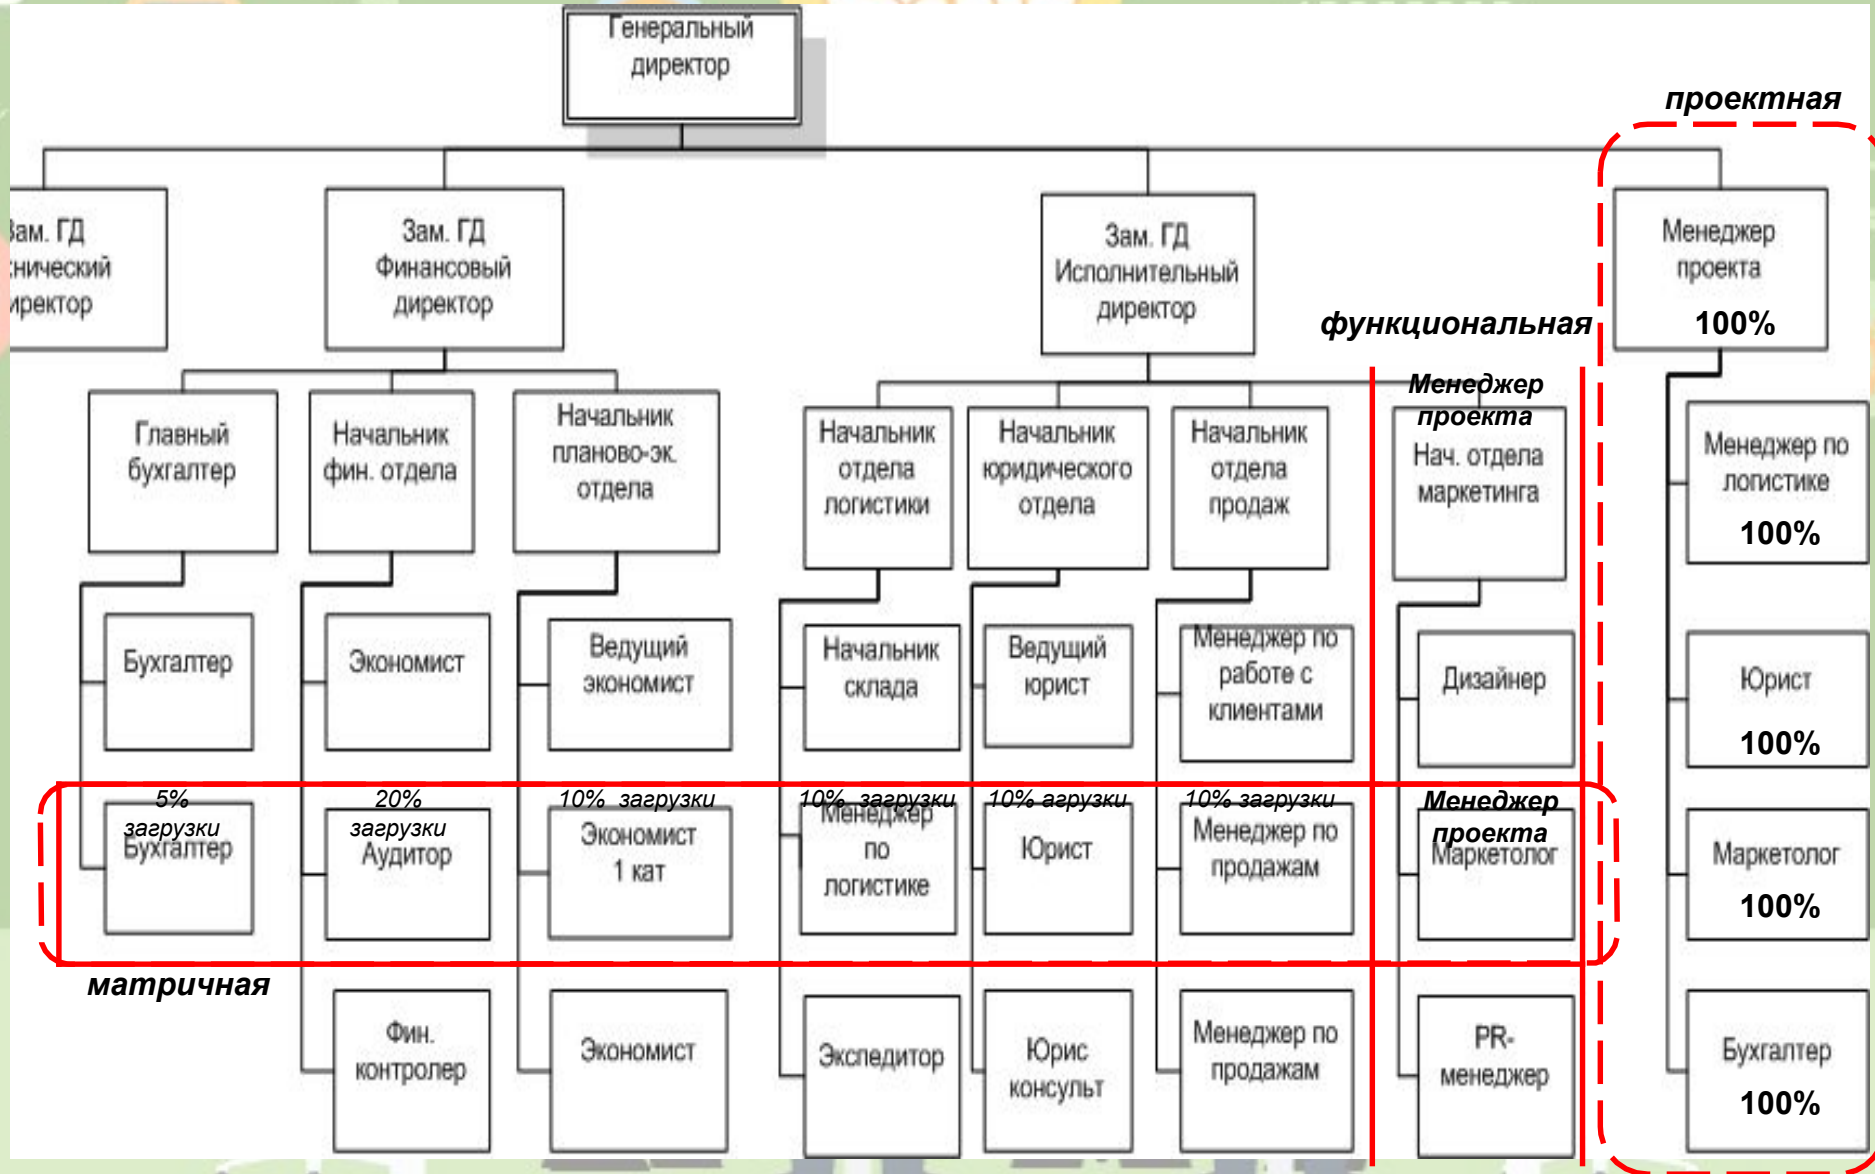 Генеральный
директор
проектная
Зам. ГД
Финансовый
директор
Зам. ГД
Исполнительный
директор
Менеджер
проекта
100%
функциональная
Главный
бухгалтер
Начальник
фин. отдела
Начальник
планово-эк.
отдела
Начальник
отдела
логистики
Начальник
юридического
отдела
Начальник
отдела
продаж
Менеджер
проекта
Нач. отдела
маркетинга
Менеджер по
логистике
100%
Бухгалтер
Экономист
Ведущий
экономист
Начальник
склада
Ведущий
юрист
Менеджер по
работе с
клиентами
Дизайнер
Юрист
100%
5%
загрузки
Бухгалтер
20%
загрузки
Аудитор
10% загрузки
Экономист
1 кат
10% загрузки
Менеджер
по
логистике
10% агрузки
Юрист
10% загрузки
Менеджер по
продажам
Менеджер
проекта
Маркетолог
Маркетолог
100%
матричная
Фин.
контролер
Экономист
Экспедитор
Юрис
консульт
Менеджер по
продажам
PR-
менеджер
Бухгалтер
100%